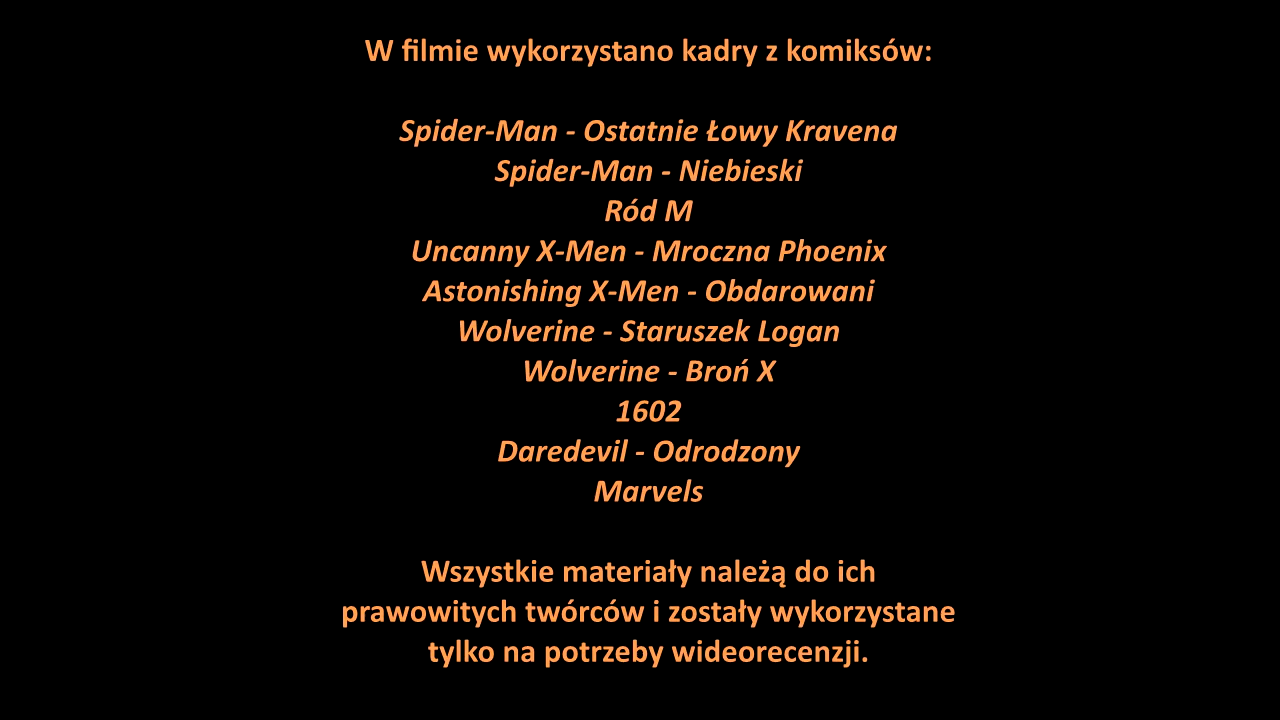 W filmie wykorzystano kadry z komiksów:
Spider-Man - Ostatnie Łowy Kravena
Spider-Man - Niebieski
Ród M
Uncanny X-Men - Mroczna Phoenix
Astonishing X-Men - Obdarowani
Wolverine - Staruszek Logan
Wolverine - Broń X
1602
Daredevil - Odrodzony
Marvels
Wszystkie materiały należą do ich
prawowitych twórców i zostały wykorzystane
tylko na potrzeby wideorecenzji.